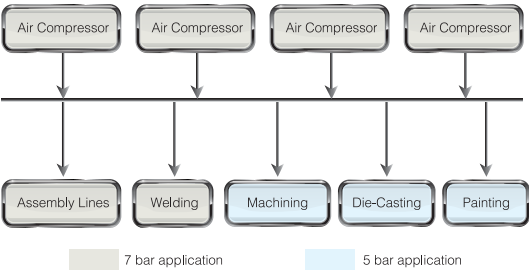 Air Compressor
Air Compressor
Air Compressor
Air Compressor
Assembly Lines
Welding
Machining
Die-Casting
Painting
7 bar application
5 bar application